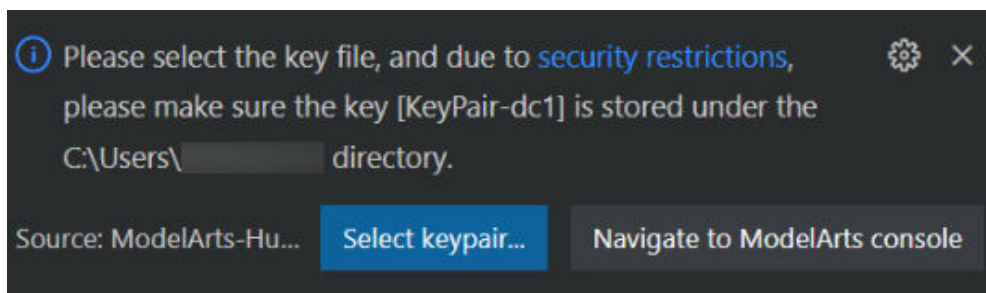 Please select the key file, and due to security restrictions,
please make sure the key [KeyPair-dc1] is stored under the
C:\Users\ directory.
Source: ModelArts-Hu... Select keypair... Navigate to ModelArts console